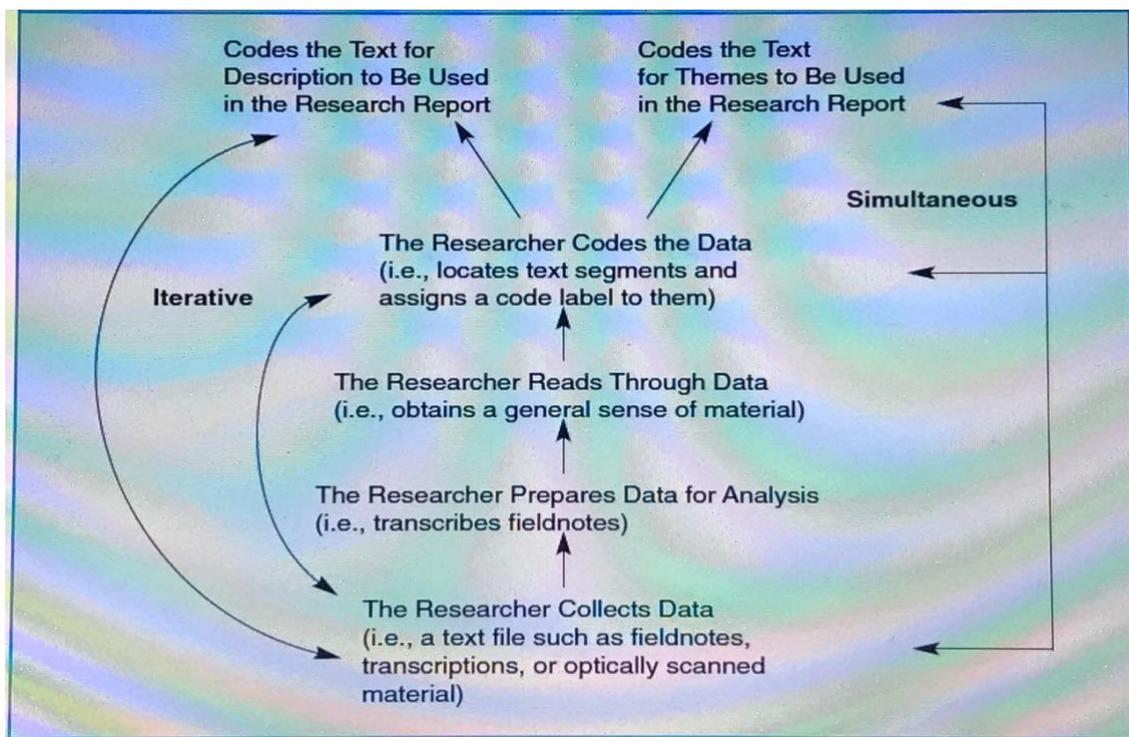 Codes the Text for
Description to Be Used
in the Research Report
Codes the Text
for Themes to Be Used
in the Research Report
Simultaneous
The Researcher Codes the Data
(i.e., locates text segments and
assigns a code label to them)
Iterative
The Researcher Reads Through Data
(i.e., obtains a general sense of material)
The Researcher Prepares Data for Analysis
(i.e., transcribes fieldnotes)
The Researcher Collects Data
(i.e., a text file such as fieldnotes,
transcriptions, or optically scanned
material)